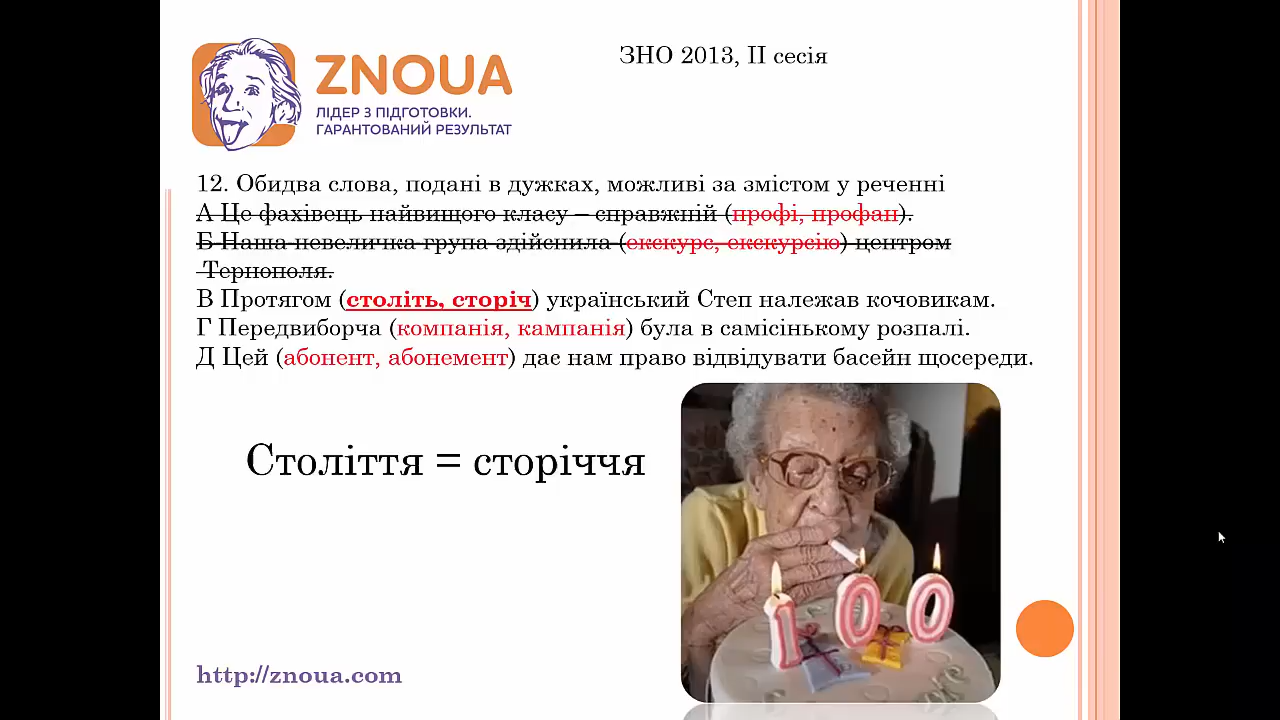 ZNOUA
ЛІДЕР З ПІДГОТОВКИ.
ГАРАНТОВАНИЙ РЕЗУЛЬТАТ
ЗНО 2013, ІІ сесія
12. Обидва слова, подані в дужках, можливі за змістом у реченні
А Це фахівець найвищого класу – справжній (профі, профан).
Б Наша невеличка група здійснила (екскурс, екскурсію) центром
Тернополя.
В Протягом (століть, сторіч) український Степ належав кочовикам.
Г Передвиборча (компанія, кампанія) була в самісінькому розпалі.
Д Цей (абонент, абонемент) дає нам право відвідувати басейн щосереди.
Століття = сторіччя
100
http://znoua.com